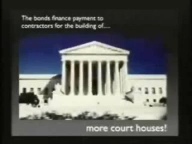 The bonds finance payment to
contractors for the building of....
more court houses!